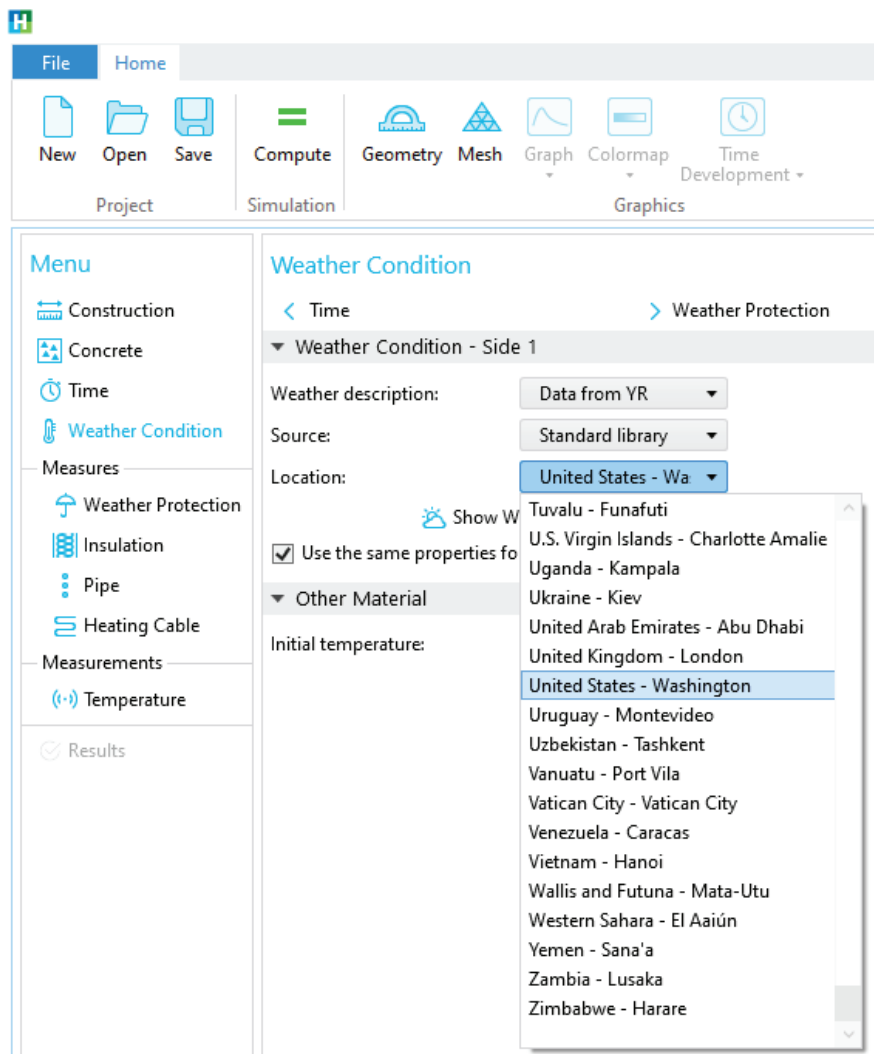 H
File Home
New Open Save Compute Geometry Mesh Graph Colormap Time Development
Project Simulation Graphics
Menu
Construction
Concrete
Time
Weather Condition
Measures
Weather Protection
Insulation
Pipe
Heating Cable
Measurements
Temperature
Results
Weather Condition
Time Weather Protection
Weather Condition - Side 1
Weather description: Data from YR
Source: Standard library
Location: United States - Wa
Show W
Use the same properties fo
Other Material
Initial temperature:
Tuvalu - Funafuti
U.S. Virgin Islands - Charlotte Amalie
Uganda - Kampala
Ukraine - Kiev
United Arab Emirates - Abu Dhabi
United Kingdom - London
United States - Washington
Uruguay - Montevideo
Uzbekistan - Tashkent
Vanuatu - Port Vila
Vatican City - Vatican City
Venezuela - Caracas
Vietnam - Hanoi
Wallis and Futuna - Mata-Utu
Western Sahara - El Aaiún
Yemen - Sana'a
Zambia - Lusaka
Zimbabwe - Harare